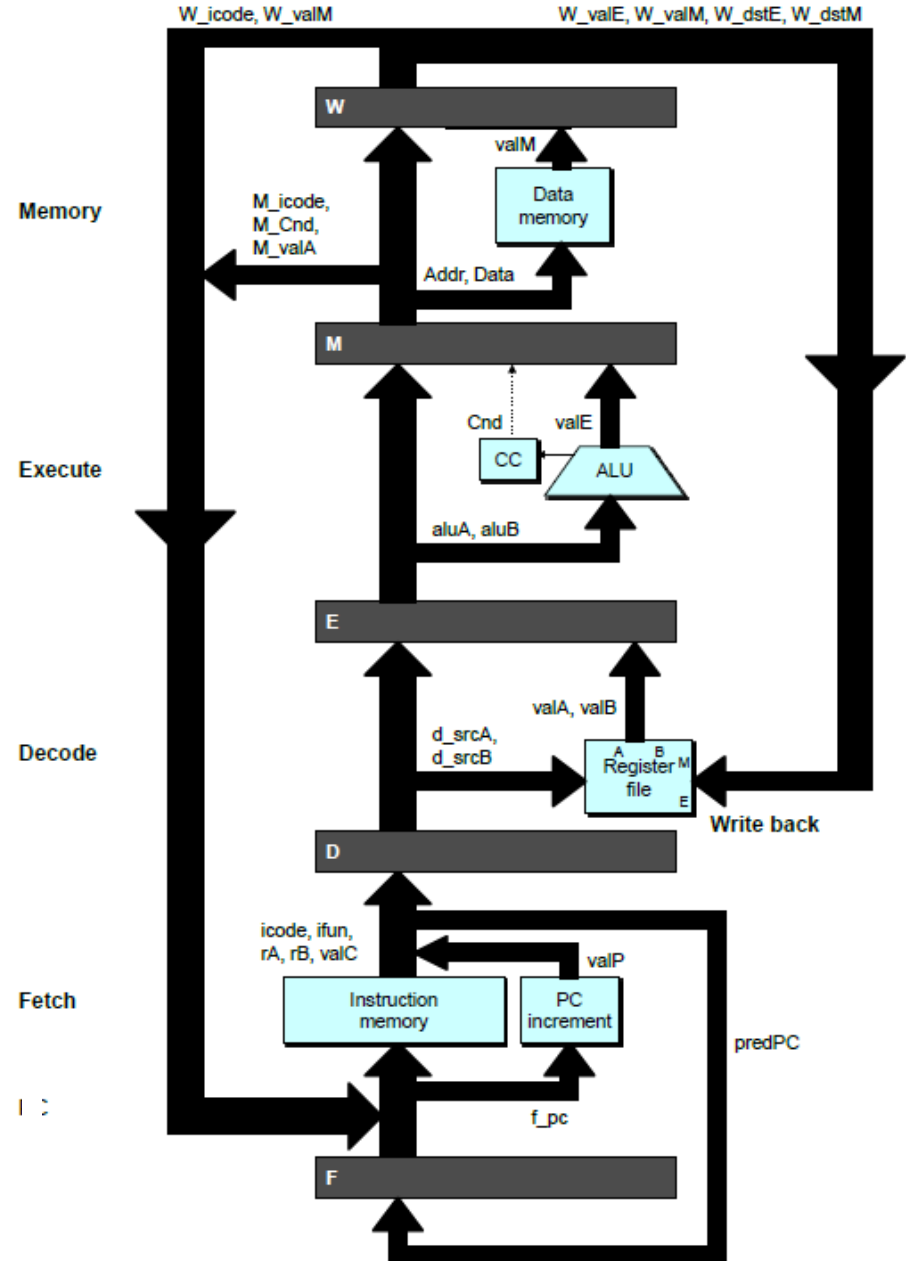 W_icode, W_valM
W_valE, W_valM, W_dstE, W_dstM
W
valM
Data
memory
Memory
M_icode,
M_Cnd,
M_valA
Addr, Data
M
Cnd
valE
CC
ALU
Execute
aluA, aluB
E
valA, valB
d_srcA,
d_srcB
Decode
A B
Register M
file
E
Write back
D
icode, ifun,
rA, rB, valC
valP
Fetch
Instruction
memory
PC
increment
predPC
f_pc
F